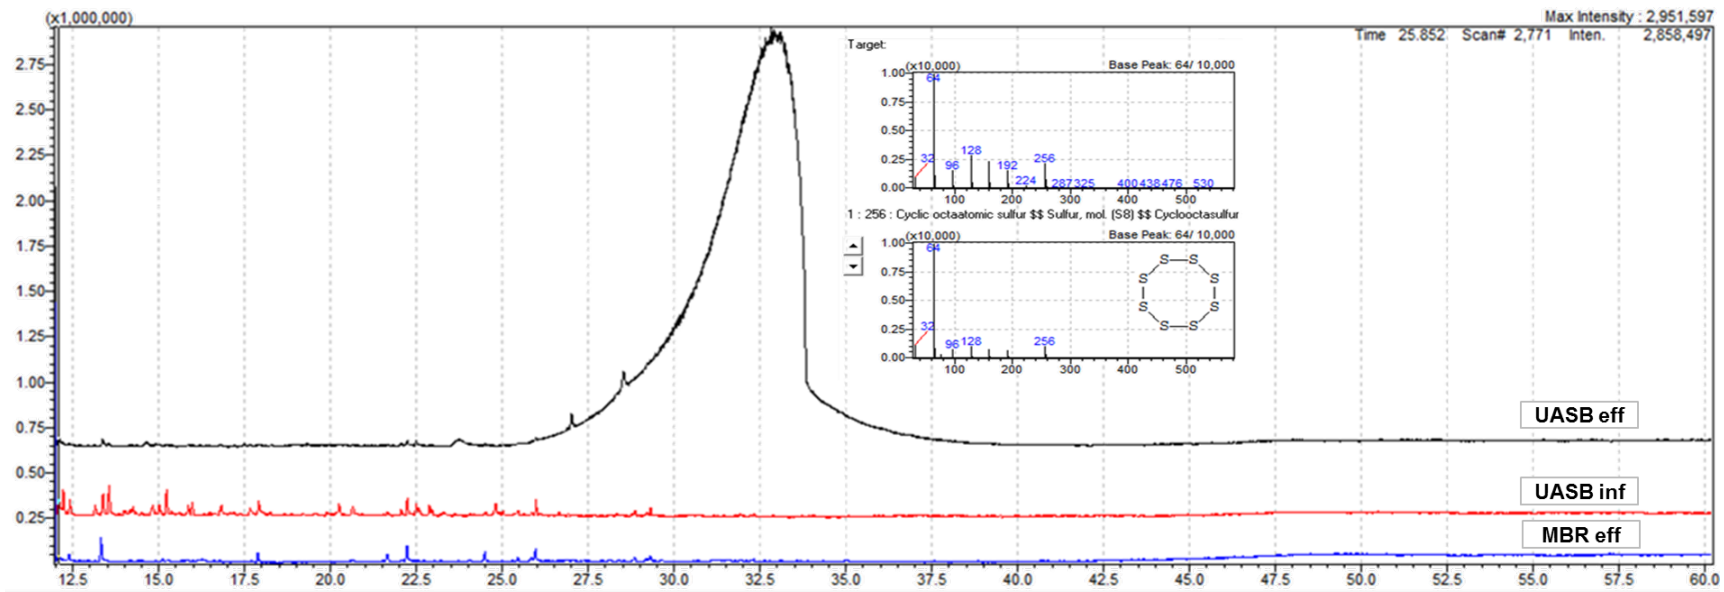 (x1,000,000)
Max Intensity : 2,951,597
Time 25.852 Scan# 2,771 Inten. 2,858,497
2.75
2.50
2.25
2.00
1.75
1.50
1.25
1.00
0.75
0.50
0.25
Target:
(x10,000)
Base Peak: 64/ 10,000
1.00
0.75
0.50
0.25
0.00
64
32
96
128
192
224
256
287
325
400
438
476
530
100 200 300 400 500
1 : 256 : Cyclic octaatomic sulfur $$ Sulfur, mol. (S8) $$ Cyclooctasulfur
(x10,000)
Base Peak: 64/ 10,000
1.00
0.75
0.50
0.25
0.00
64
32
96
128
256
S S
S S
S S
S S
100 200 300 400 500
UASB eff
UASB inf
MBR eff
12.5 15.0 17.5 20.0 22.5 25.0 27.5 30.0 32.5 35.0 37.5 40.0 42.5 45.0 47.5 50.0 52.5 55.0 57.5 60.0